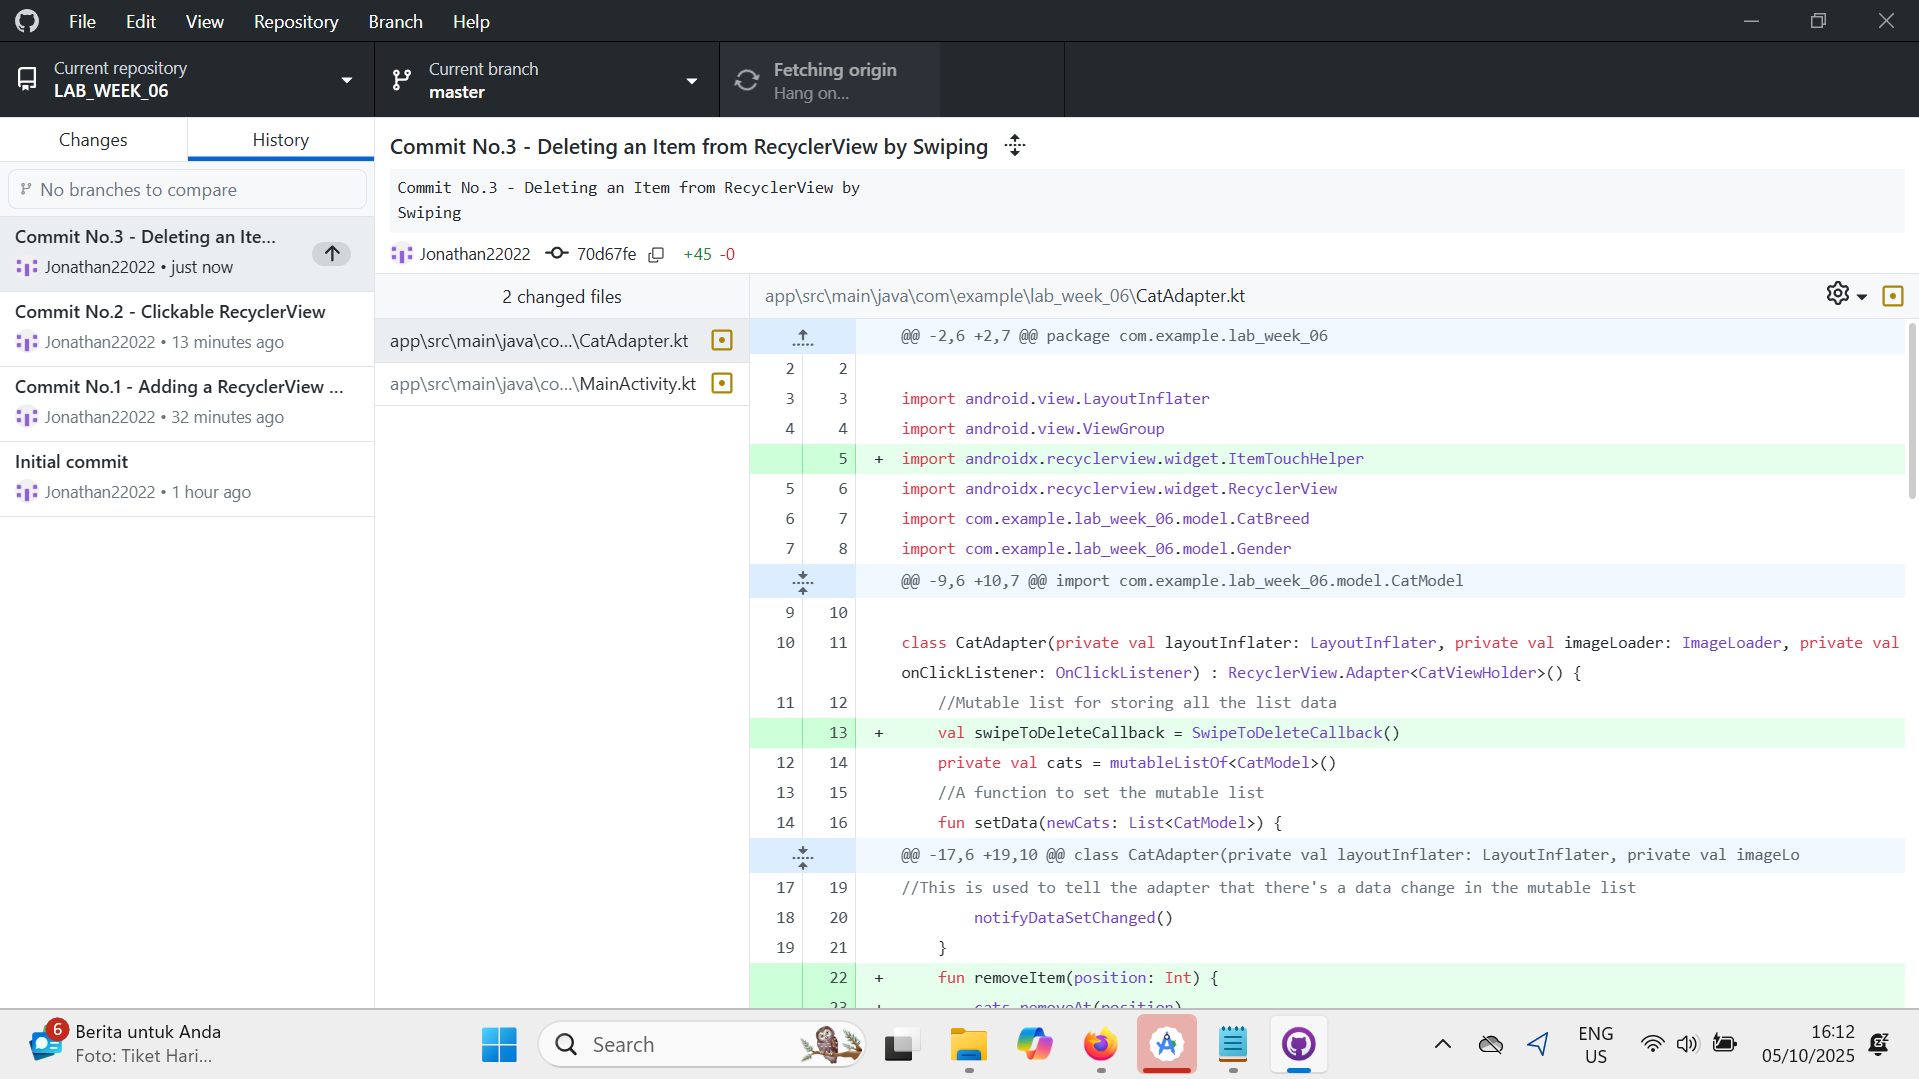 File Edit View Repository Branch Help
Current repository
LAB_WEEK_06
Current branch
master
Fetching origin
Hang on...
Changes
History
No branches to compare
Commit No.3 - Deleting an Ite...
Jonathan22022 • just now
Commit No.2 - Clickable RecyclerView
Jonathan22022 • 13 minutes ago
Commit No.1 - Adding a RecyclerView ...
Jonathan22022 • 32 minutes ago
Initial commit
Jonathan22022 • 1 hour ago
Commit No.3 - Deleting an Item from RecyclerView by Swiping
Commit No.3 - Deleting an Item from RecyclerView by
Swiping
Jonathan22022 70d67fe +45 -0
2 changed files
app\src\main\java\co...\CatAdapter.kt
app\src\main\java\co...\MainActivity.kt
app\src\main\java\com\example\lab_week_06\CatAdapter.kt
@@ -2,6 +2,7 @@ package com.example.lab_week_06
2 2
3 3 import android.view.LayoutInflater
4 4 import android.view.ViewGroup
5 + import androidx.recyclerview.widget.ItemTouchHelper
5 6 import androidx.recyclerview.widget.RecyclerView
6 7 import com.example.lab_week_06.model.CatBreed
7 8 import com.example.lab_week_06.model.Gender
@@ -9,6 +10,7 @@ import com.example.lab_week_06.model.CatModel
9 10
10 11 class CatAdapter(private val layoutInflater: LayoutInflater, private val imageLoader: ImageLoader, private val
onClickListener: OnClickListener) : RecyclerView.Adapter<CatViewHolder>() {
11 12 //Mutable list for storing all the list data
13 + val swipeToDeleteCallback = SwipeToDeleteCallback()
12 14 private val cats = mutableListOf<CatModel>()
13 15 //A function to set the mutable list
14 16 fun setData(newCats: List<CatModel>) {
@@ -17,6 +19,10 @@ class CatAdapter(private val layoutInflater: LayoutInflater, private val imageLo
17 19 //This is used to tell the adapter that there's a data change in the mutable list
18 20 notifyDataSetChanged()
19 21 }
22 + fun removeItem(position: Int) {
23 + cats.removeAt(position)
6
Berita untuk Anda
Foto: Tiket Hari...
Search
ENG
US
16:12
05/10/2025